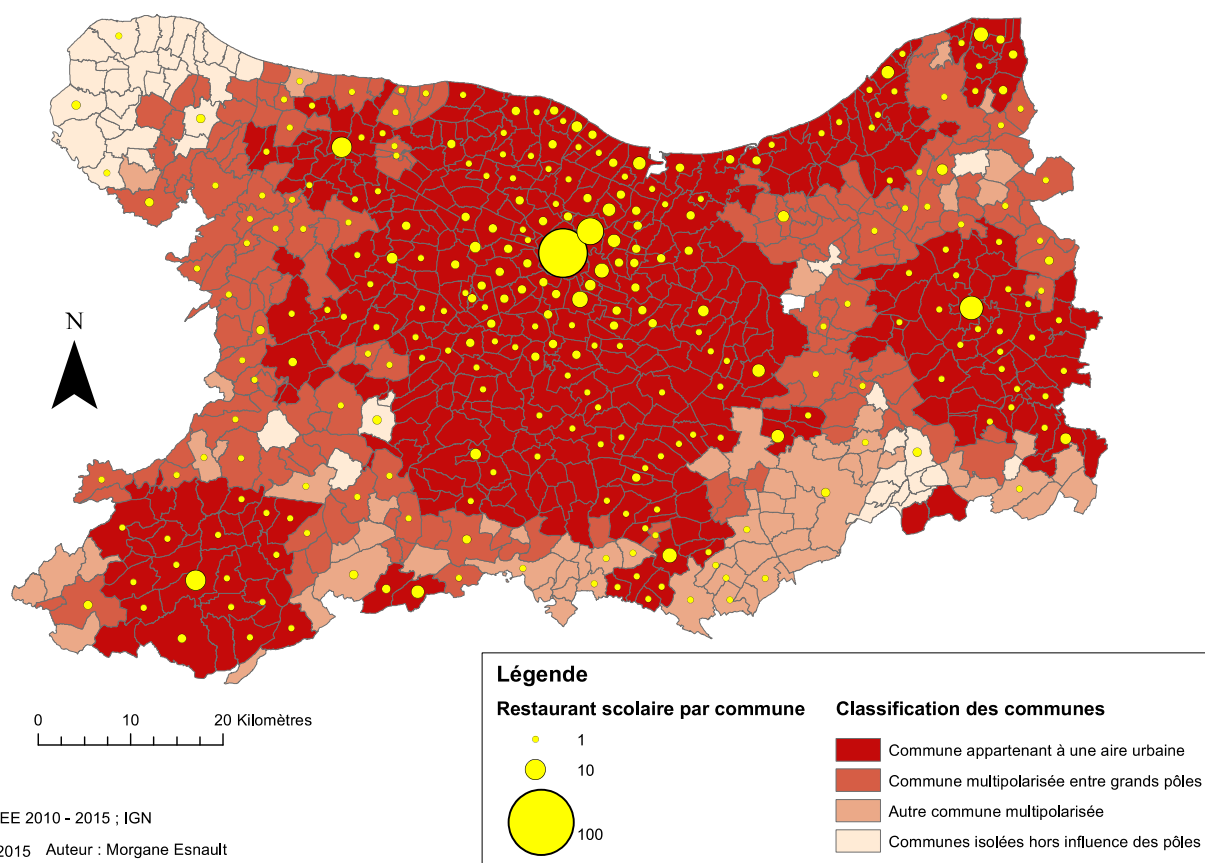 N
0 10 20 Kilomètres
Légende
Restaurant scolaire par commune
1
10
100
Classification des communes
Commune appartenant à une aire urbaine
Commune multipolarisée entre grands pôles
Autre commune multipolarisée
Communes isolées hors influence des pôles
EE 2010 - 2015 ; IGN
2015 Auteur : Morgane Esnault